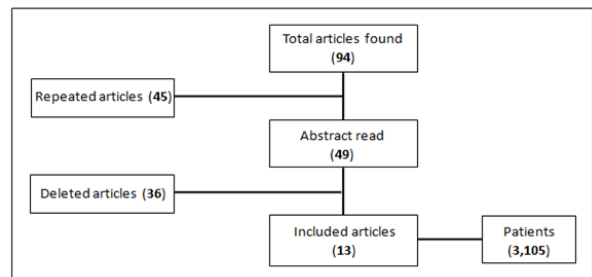 Total articles found
(94)
Repeated articles (45)
Abstract read
(49)
Deleted articles (36)
Included articles
(13)
Patients
(3,105)